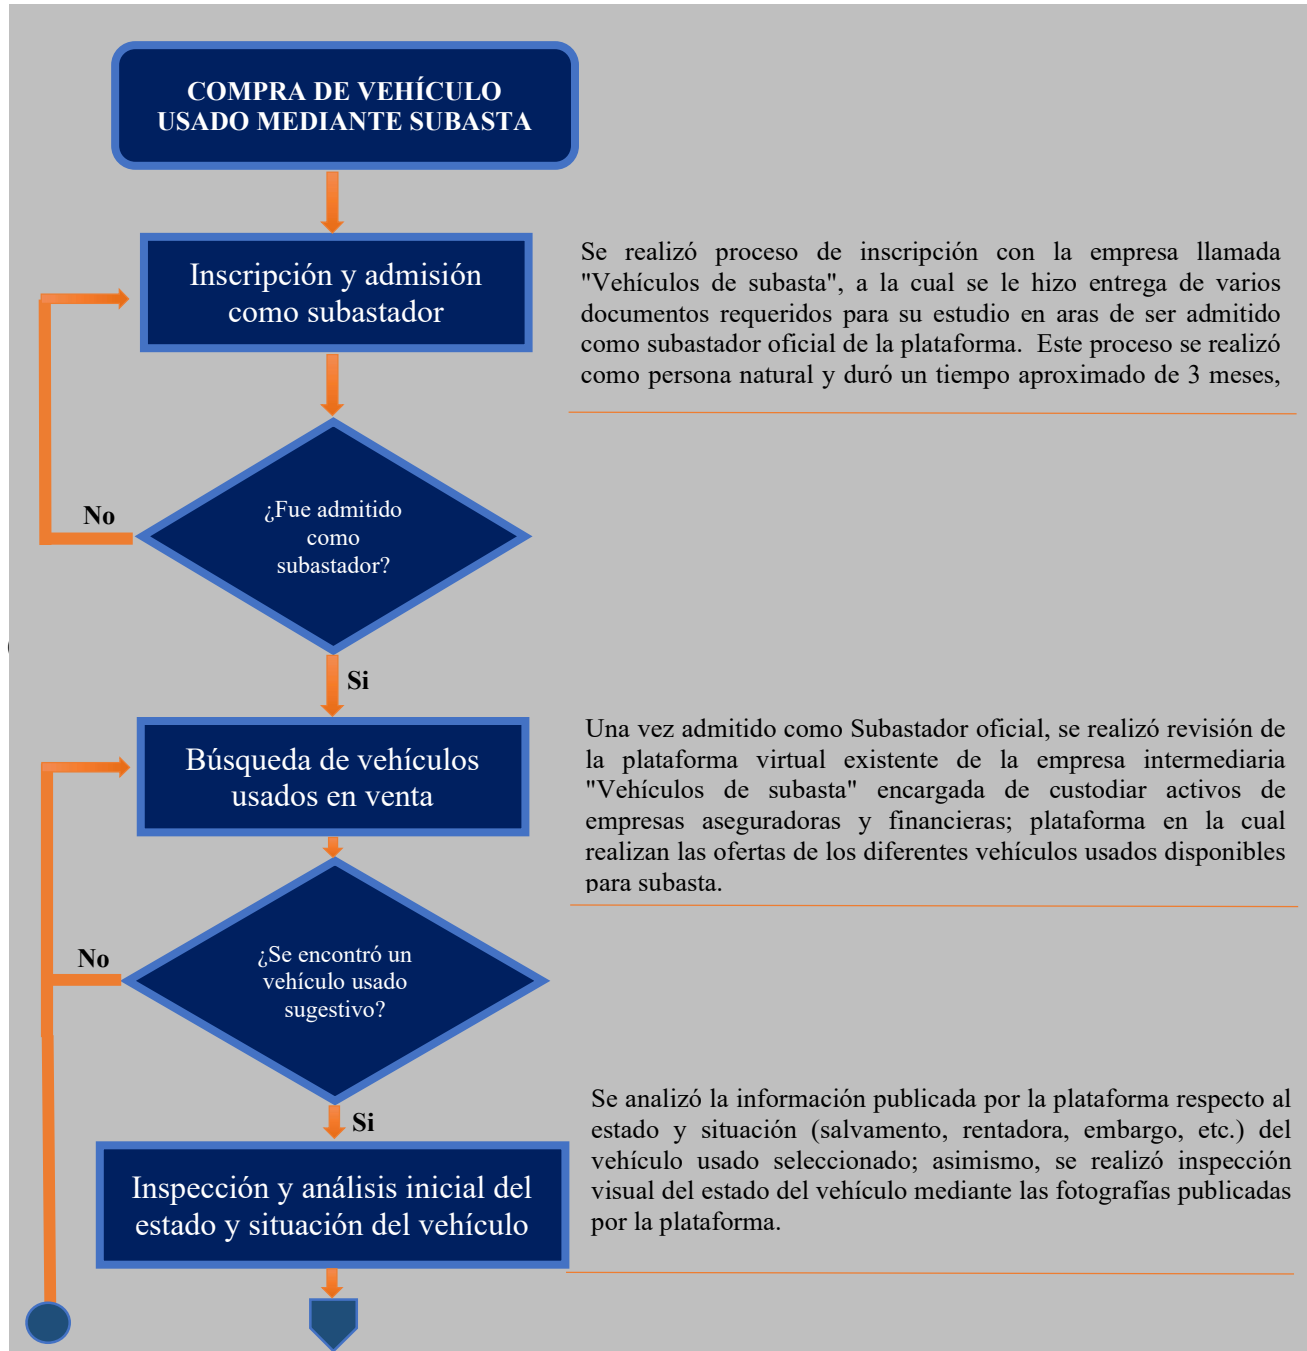 COMPRA DE VEHÍCULO
USADO MEDIANTE SUBASTA
Inscripción y admisión
como subastador
Se realizó proceso de inscripción con la empresa llamada
"Vehículos de subasta", a la cual se le hizo entrega de varios
documentos requeridos para su estudio en aras de ser admitido
como subastador oficial de la plataforma. Este proceso se realizó
como persona natural y duró un tiempo aproximado de 3 meses,
No
¿Fue admitido
como
subastador?
Si
Búsqueda de vehículos
usados en venta
Una vez admitido como Subastador oficial, se realizó revisión de
la plataforma virtual existente de la empresa intermediaria
"Vehículos de subasta" encargada de custodiar activos de
empresas aseguradoras y financieras; plataforma en la cual
realizan las ofertas de los diferentes vehículos usados disponibles
para subasta.
No
¿Se encontró un
vehículo usado
sugestivo?
Si
Inspección y análisis inicial del
estado y situación del vehículo
Se analizó la información publicada por la plataforma respecto al
estado y situación (salvamento, rentadora, embargo, etc.) del
vehículo usado seleccionado; asimismo, se realizó inspección
visual del estado del vehículo mediante las fotografías publicadas
por la plataforma.